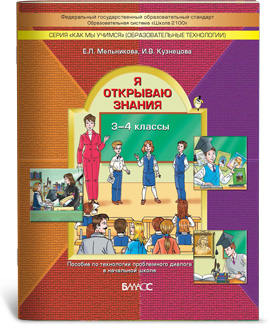 Федеральный государственный образовательный стандарт
Образовательная система «Школа 2100»
СЕРИЯ «КАК МЫ УЧИМСЯ» (ОБРАЗОВАТЕЛЬНЫЕ ТЕХНОЛОГИИ)
Е.Л. Мельникова, И.В. Кузнецова
Я
ОТКРЫВАЮ
ЗНАНИЯ
3–4 классы
Пособие по технологии проблемного диалога
в начальной школе
БАЛАСС